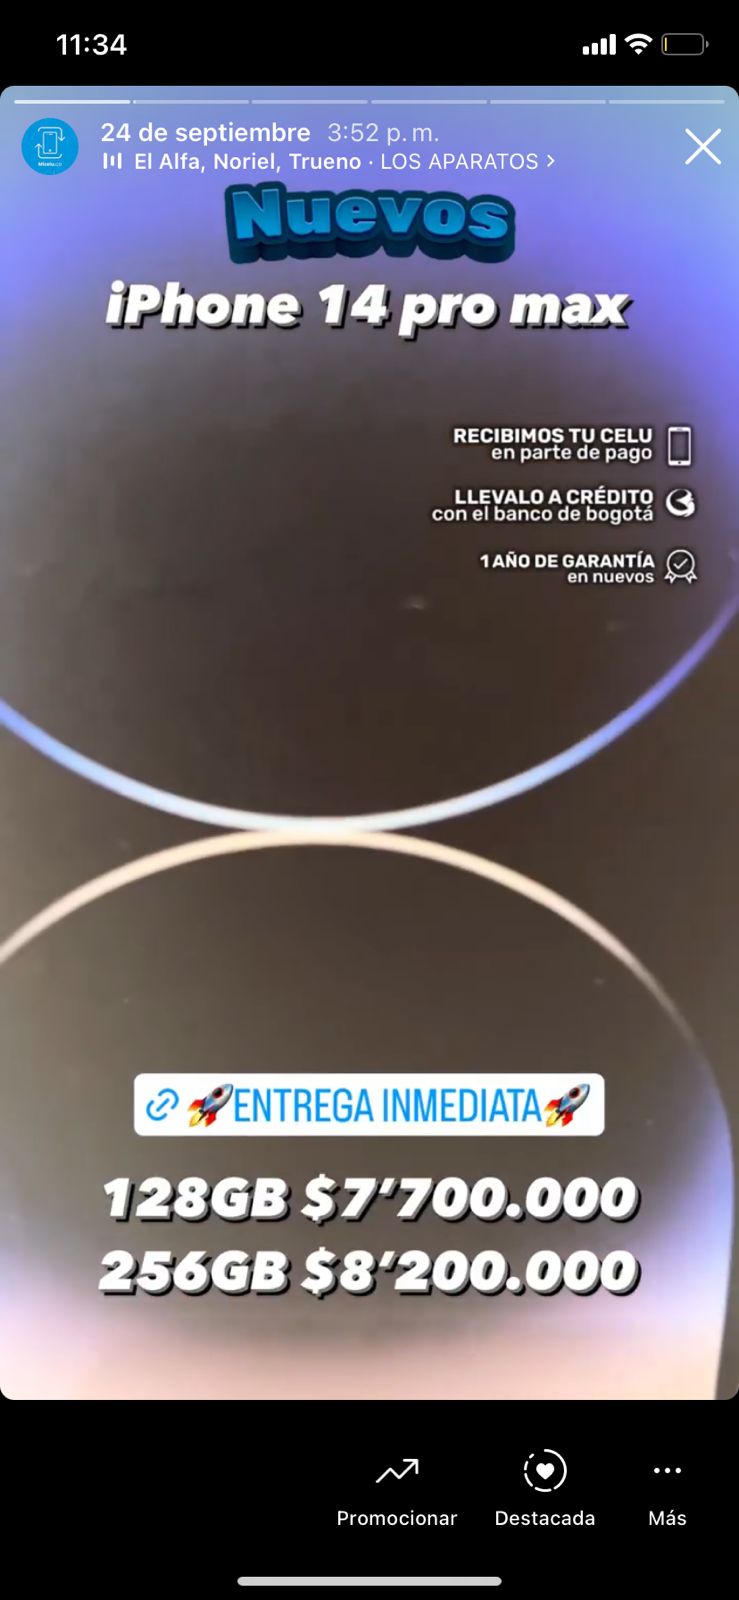 11:34
24 de septiembre 3:52 p. m.
El Alfa, Noriel, Trueno · LOS APARATOS >
Nuevos
iPhone 14 pro max
RECIBIMOS TU CELU
en parte de pago
LLEVALO A CRÉDITO
con el banco de bogotá
1 AÑO DE GARANTÍA
en nuevos
🚀ENTREGA INMEDIATA🚀
128GB $7'700.000
256GB $8'200.000
Promocionar
Destacada
Más